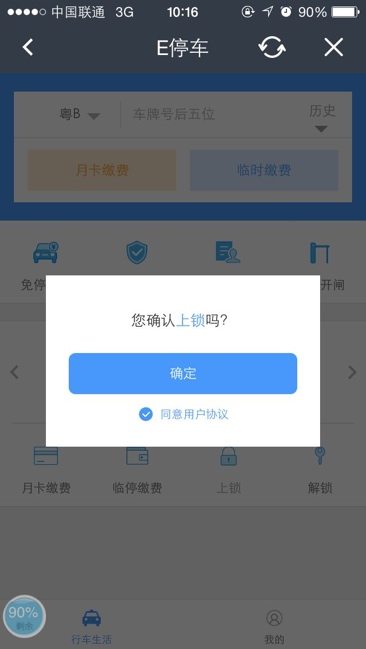 中国联通 3G 10:16 90%
E停车
粤B 车牌号后五位 历史
月卡缴费 临时缴费
免停 开闸
您确认上锁吗?
确定
同意用户协议
月卡缴费 临停缴费 上锁 解锁
90%
剩余
行车生活 我的